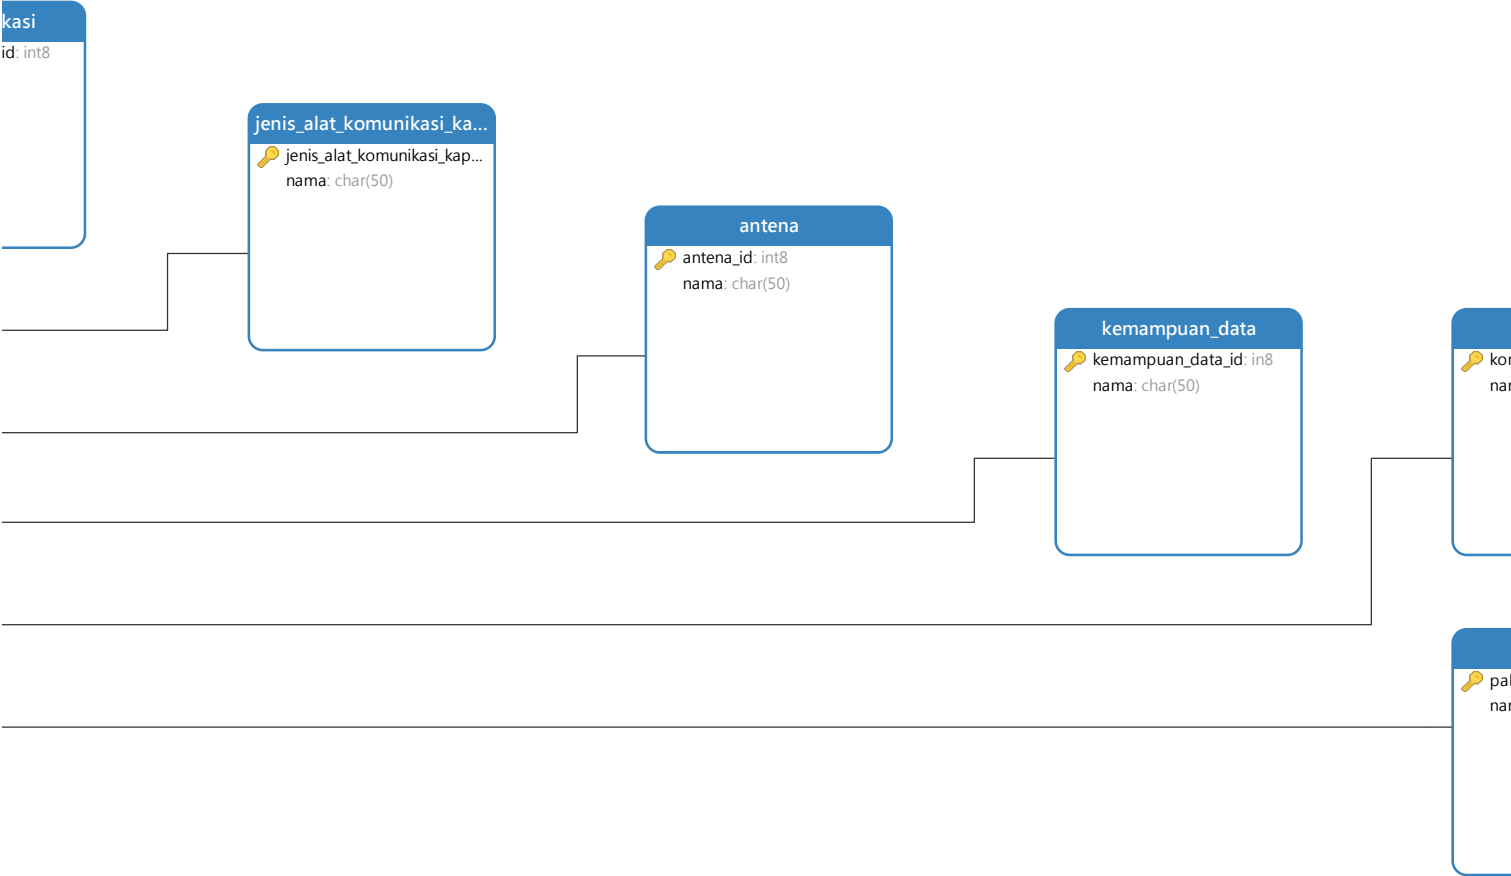 kasi
id: int8
jenis_alat_komunikasi_ka...
jenis_alat_komunikasi_kap...
nama: char(50)
antena
antena_id: int8
nama: char(50)
kemampuan_data
kemampuan_data_id: in8
nama: char(50)